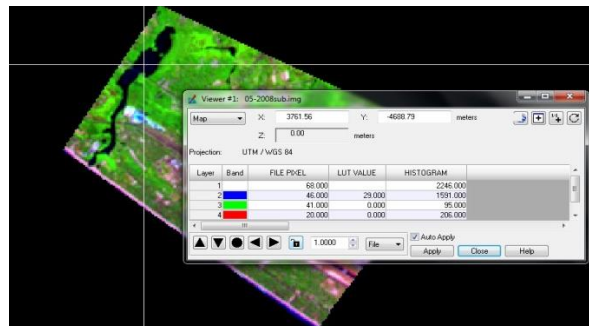 Viewer #1: 05-2008sub.img
Map X: 3761.56 Y: -4688.79 meters
Z: 0.00 meters
Projection: UTM / WGS 84
Layer Band FILE PIXEL LUT VALUE HISTOGRAM
1 68.000 2246.000
2 46.000 29.000 1591.000
3 41.000 0.000 95.000
4 20.000 0.000 206.000
1.0000 File Auto Apply
Apply Close Help